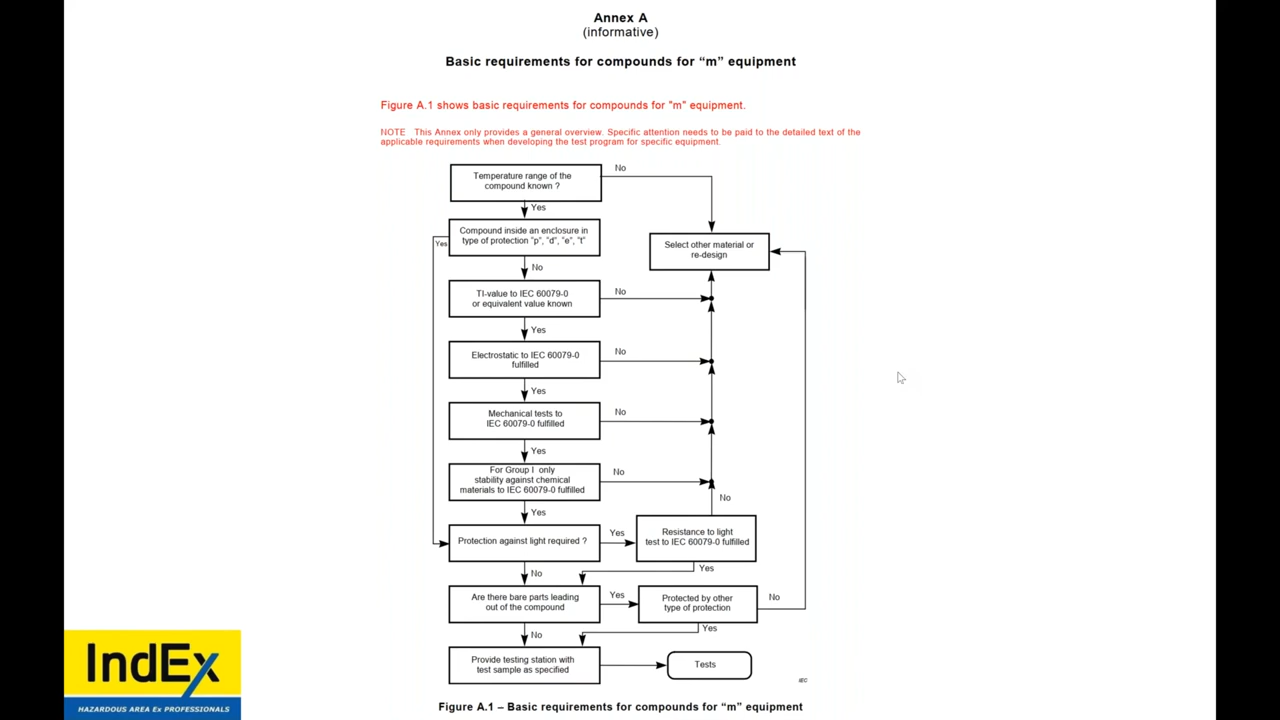 Annex A
(informative)
Basic requirements for compounds for “m” equipment
Figure A.1 shows basic requirements for compounds for "m" equipment.
NOTE This Annex only provides a general overview. Specific attention needs to be paid to the detailed text of the
applicable requirements when developing the test program for specific equipment.
Temperature range of the
compound known ?
No
Yes
Compound inside an enclosure in
type of protection “p”, “d”, “e”, “t”
Yes
No
Select other material or
re-design
TI-value to IEC 60079-0
or equivalent value known
No
Yes
Electrostatic to IEC 60079-0
fulfilled
No
Yes
Mechanical tests to
IEC 60079-0 fulfilled
No
Yes
For Group I only
stability against chemical
materials to IEC 60079-0 fulfilled
No
Yes
No
Protection against light required ?
Yes
Resistance to light
test to IEC 60079-0 fulfilled
No
Yes
Are there bare parts leading
out of the compound
Yes
Protected by other
type of protection
No
No
Yes
Provide testing station with
test sample as specified
Tests
IEC
Figure A.1 – Basic requirements for compounds for “m” equipment
IndEx
HAZARDOUS AREA Ex PROFESSIONALS